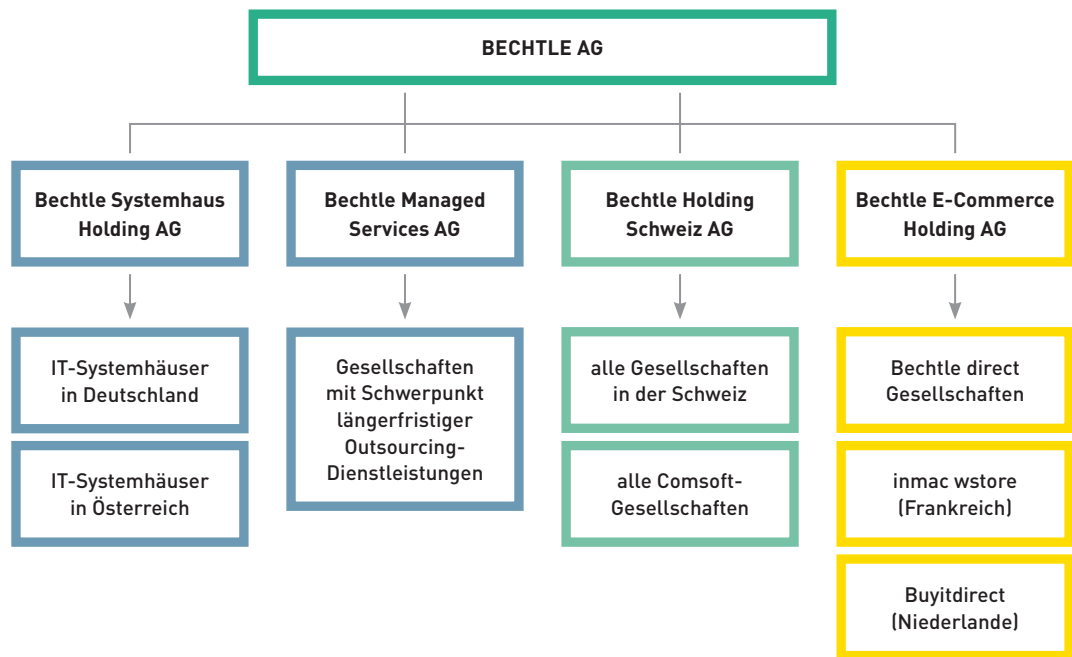 BECHTLE AG
Bechtle Systemhaus
Holding AG
Bechtle Managed
Services AG
Bechtle Holding
Schweiz AG
Bechtle E-Commerce
Holding AG
IT-Systemhäuser
in Deutschland
IT-Systemhäuser
in Österreich
Gesellschaften
mit Schwerpunkt
längerfristiger
Outsourcing-
Dienstleistungen
alle Gesellschaften
in der Schweiz
alle Comsoft-
Gesellschaften
Bechtle direct
Gesellschaften
inmac wstore
(Frankreich)
Buyitdirect
(Niederlande)